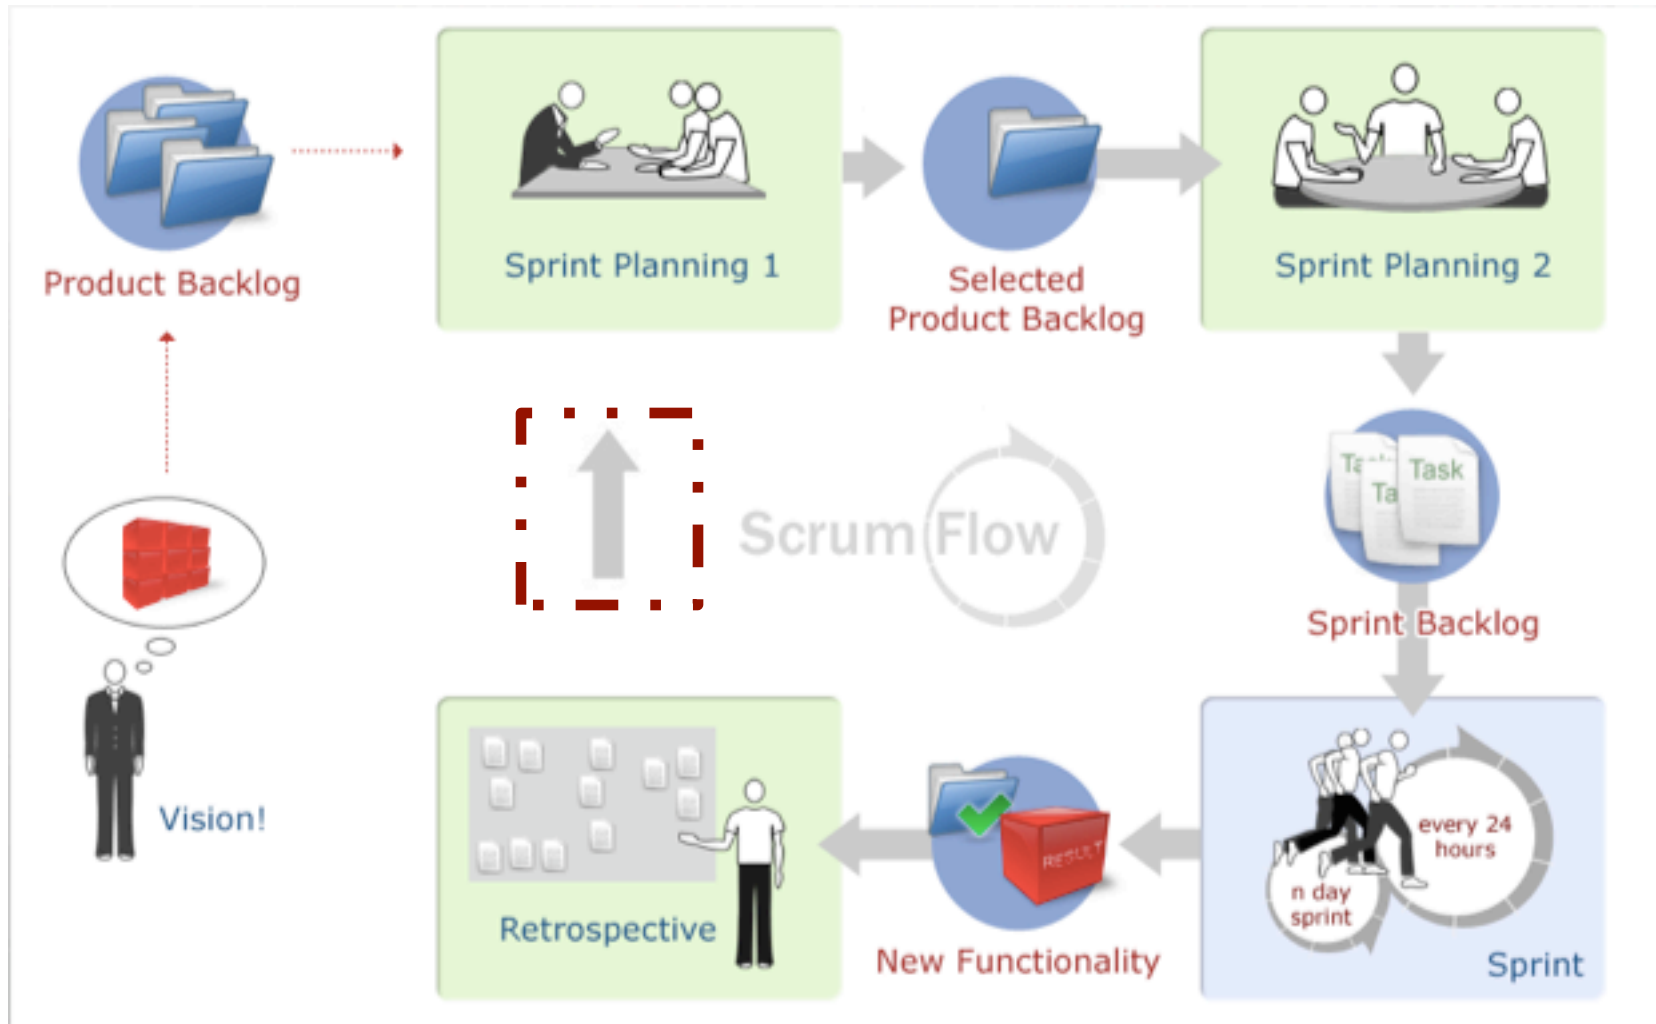 Product Backlog
Sprint Planning 1
Selected
Product Backlog
Sprint Planning 2
Scrum Flow
Task
Ta
Sprint Backlog
Vision!
Retrospective
RESULT
New Functionality
every 24
hours
n day
sprint
Sprint